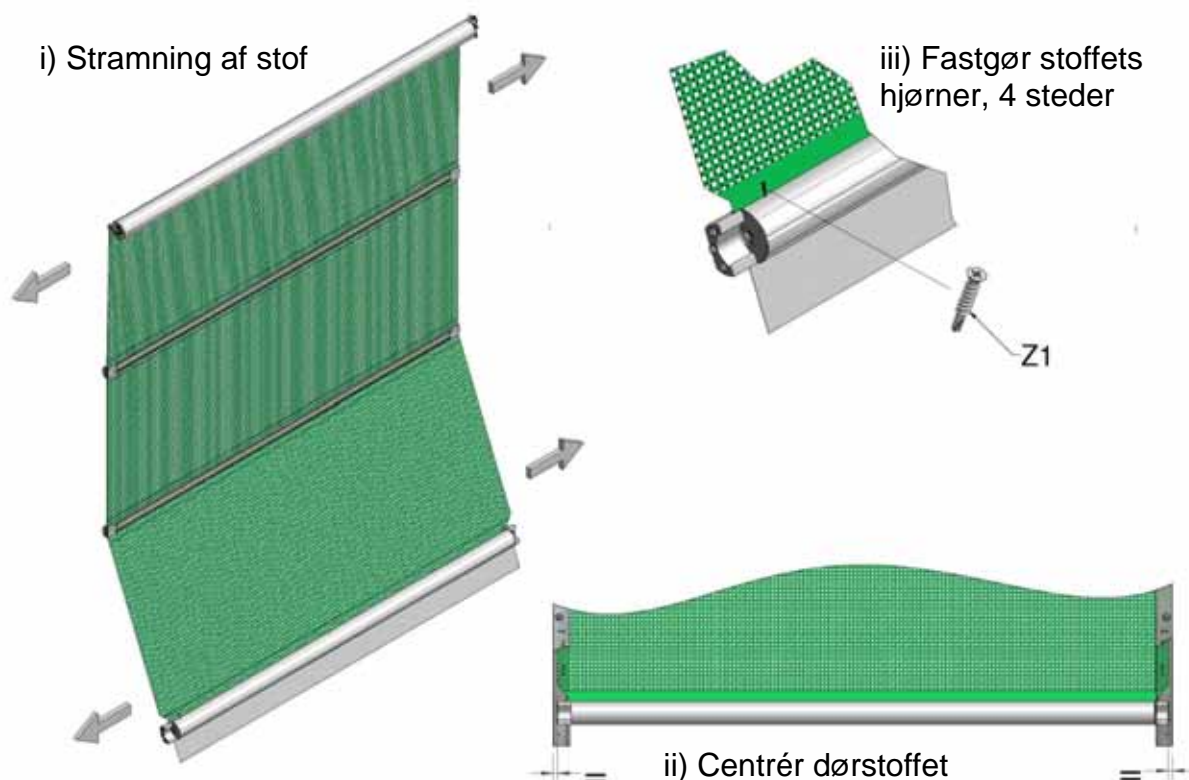 i) Stramning af stof
iii) Fastgør stoffets
hjørner, 4 steder
Z1
ii) Centrér dørstoffet
= =